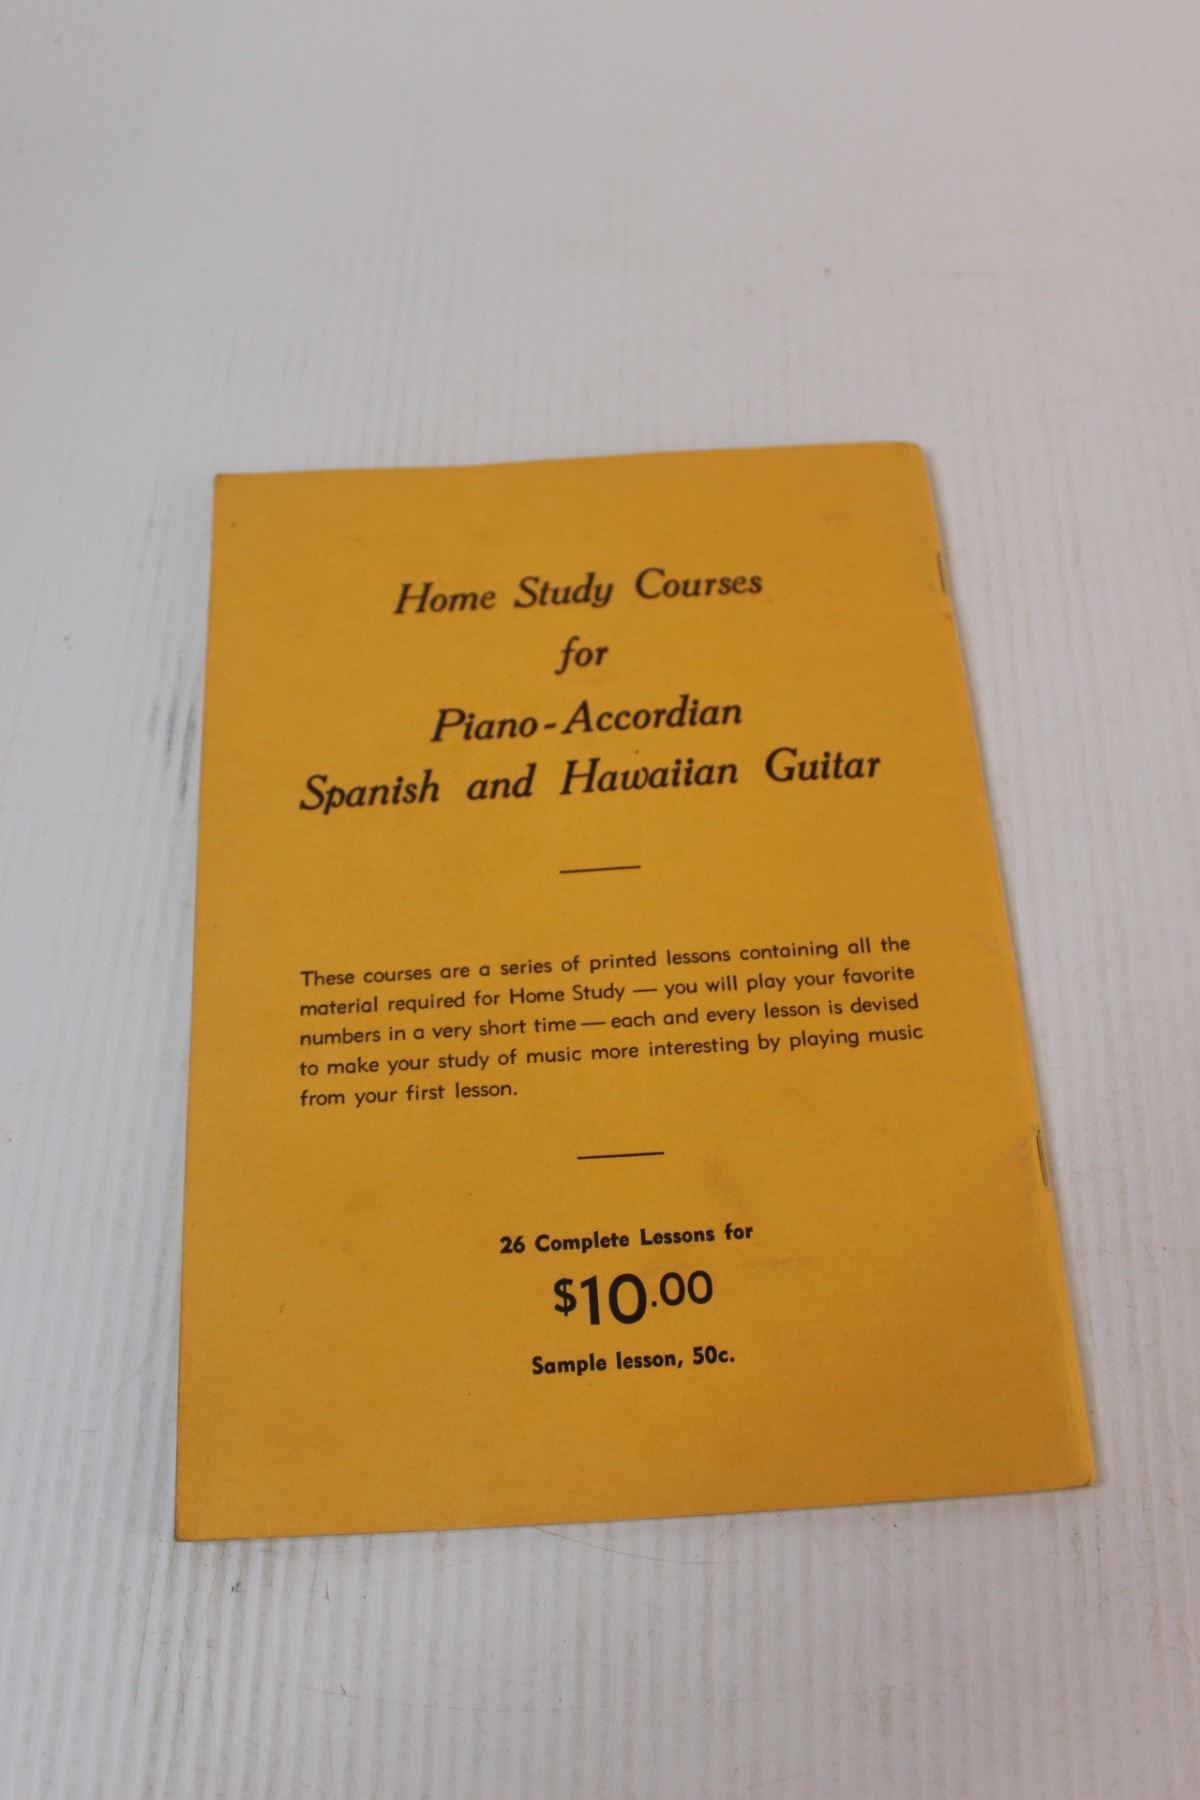 Home Study Courses
for
Piano-Accordian
Spanish and Hawaiian Guitar
These courses are a series of printed lessons containing all the
material required for Home Study — you will play your favorite
numbers in a very short time — each and every lesson is devised
to make your study of music more interesting by playing music
from your first lesson.
26 Complete Lessons for
$10.00
Sample lesson, 50c.